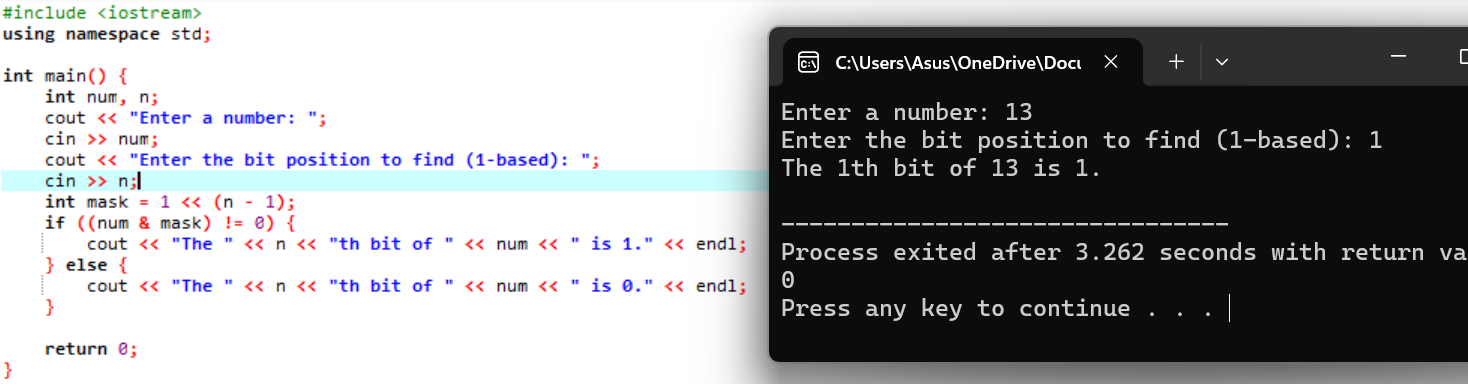 #include <iostream>
using namespace std;
int main() {
int num, n;
cout << "Enter a number: ";
cin >> num;
cout << "Enter the bit position to find (1-based): ";
cin >> n;
int mask = 1 << (n - 1);
if ((num & mask) != 0) {
cout << "The " << n << "th bit of " << num << " is 1." << endl;
} else {
cout << "The " << n << "th bit of " << num << " is 0." << endl;
}
return 0;
}
C:\Users\Asus\OneDrive\Docu
Enter a number: 13
Enter the bit position to find (1-based): 1
The 1th bit of 13 is 1.
--------------------------------
Process exited after 3.262 seconds with return va
0
Press any key to continue . . .